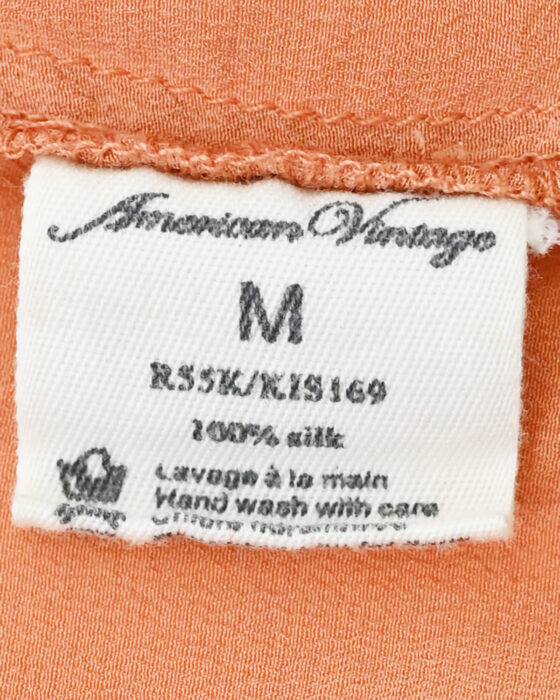 American Vintage
M
R55K/KIS169
100% silk
Lavage à la main
Hand wash with care